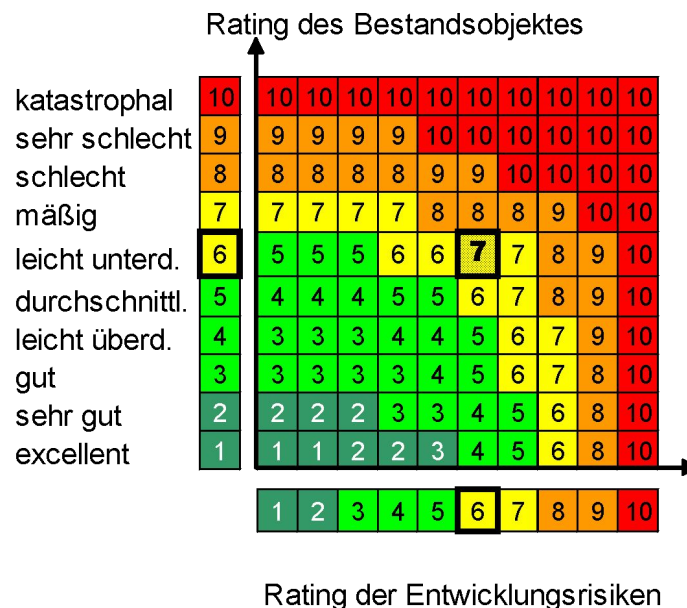 Rating des Bestandsobjektes
katastrophal 10 10 10 10 10 10 10 10 10 10 10
sehr schlecht 9 9 9 9 9 10 10 10 10 10 10
schlecht 8 8 8 8 8 9 9 10 10 10 10
mäßig 7 7 7 7 7 8 8 8 9 10 10
leicht unterd. 6 5 5 5 6 6 7 7 8 9 10
durchschnittl. 5 4 4 4 5 5 6 7 8 9 10
leicht überd. 4 3 3 3 4 4 5 6 7 9 10
gut 3 3 3 3 3 4 5 6 7 8 10
sehr gut 2 2 2 2 3 3 4 5 6 8 10
excellent 1 1 1 2 2 3 4 5 6 8 10
1 2 3 4 5 6 7 8 9 10
Rating der Entwicklungsrisiken